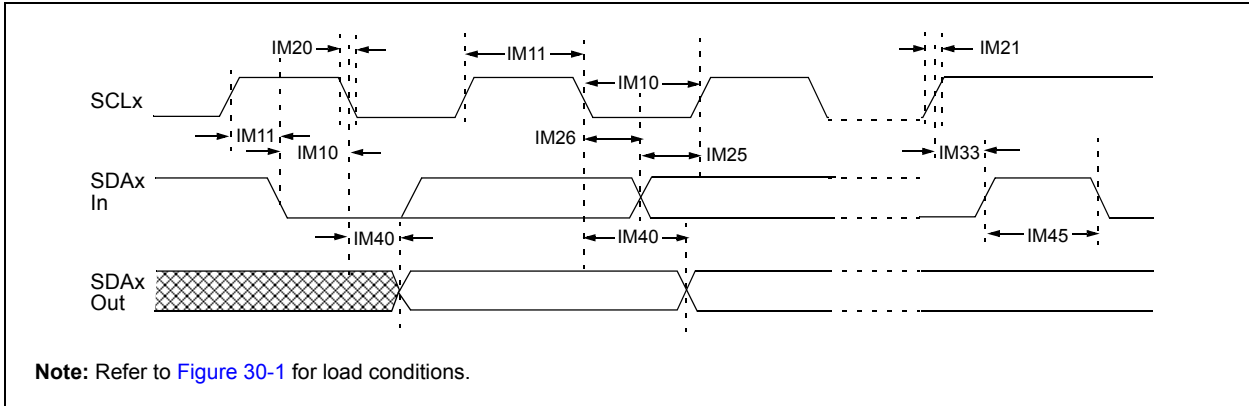 IM20
IM11
IM21
IM10
SCLx
IM11
IM26
IM10
IM25
IM33
SDAx
In
IM40
IM40
IM45
SDAx
Out
Note: Refer to Figure 30-1 for load conditions.